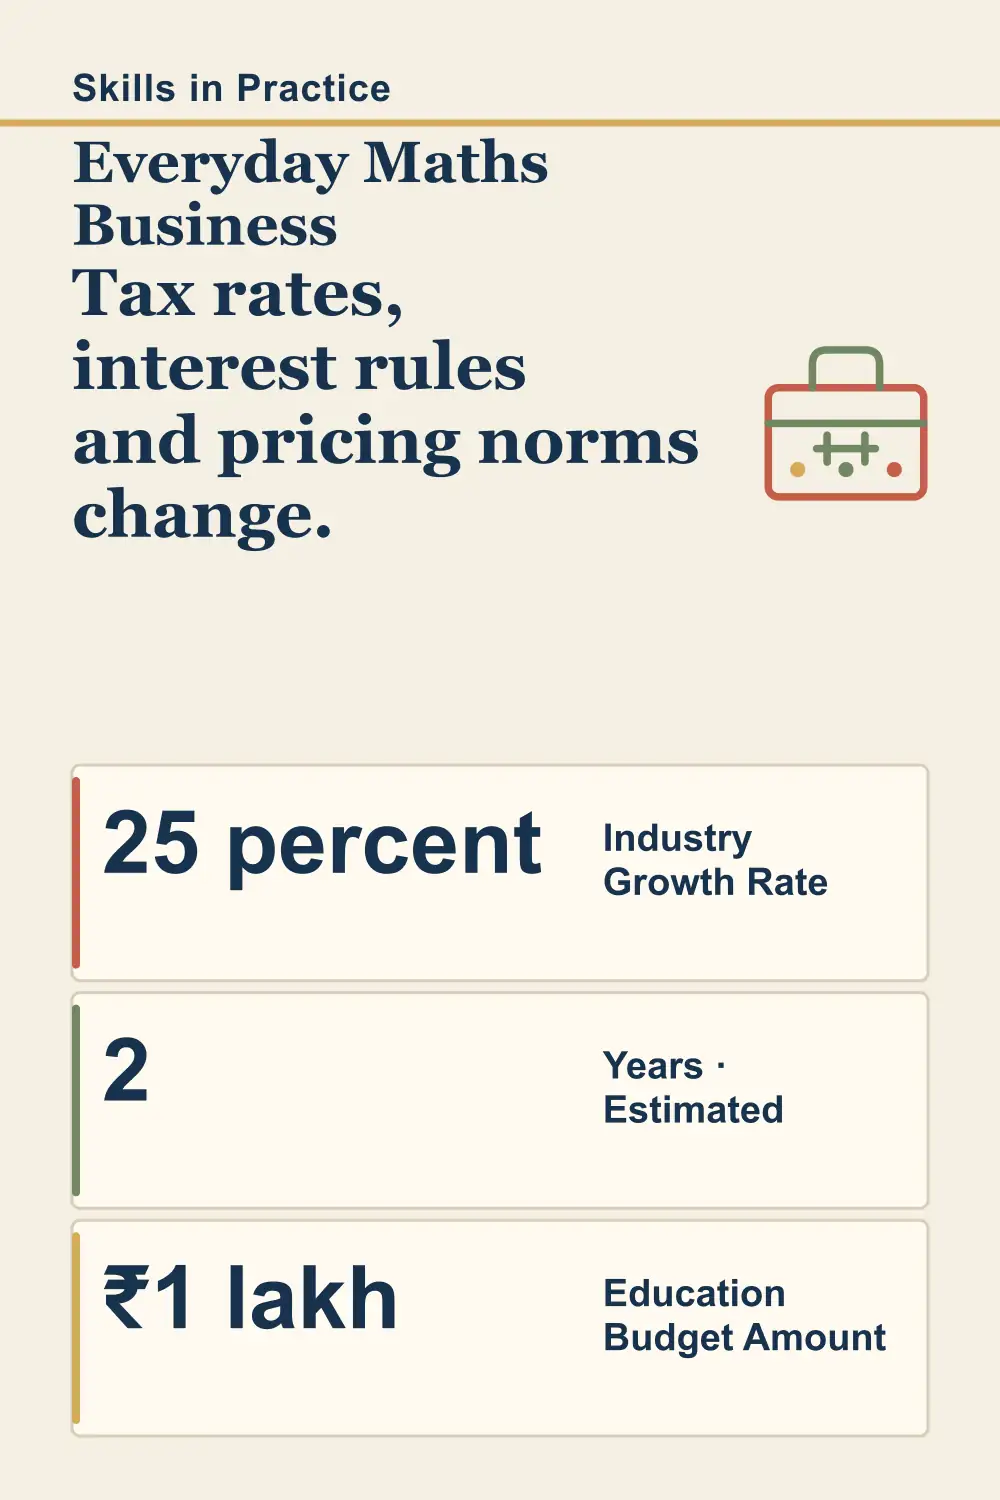 Skills in Practice
Everyday Maths
Business
Tax rates,
interest rules
and pricing norms
change.
25 percent
Industry
Growth Rate
2
Years ·
Estimated
₹1 lakh
Education
Budget Amount